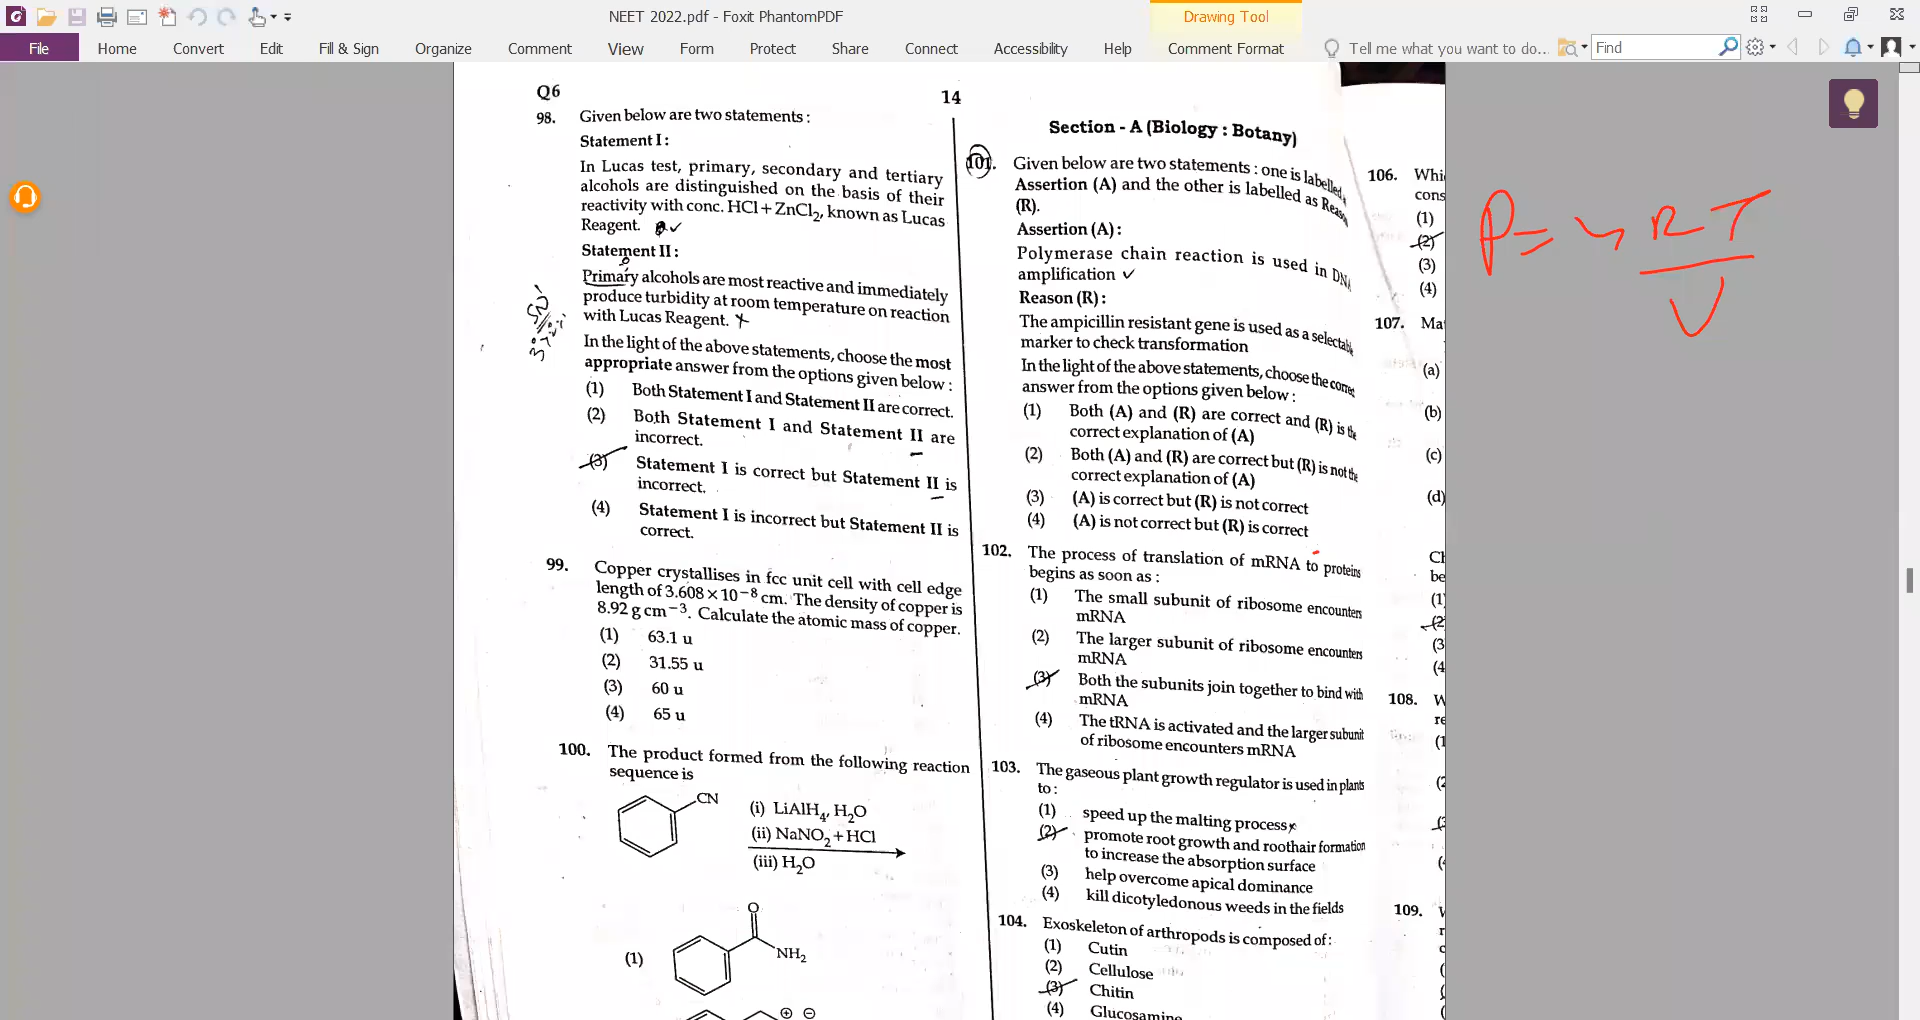 NEET 2022.pdf - Foxit PhantomPDF
Drawing Tool
File Home Convert Edit Fill & Sign Organize Comment View Form Protect Share Connect Accessibility Help Comment Format Tell me what you want to do... Find
Q6
14
98. Given below are two statements :
Statement I :
In Lucas test, primary, secondary and tertiary
alcohols are distinguished on the basis of their
reactivity with conc. HCl + ZnCl₂, known as Lucas
Reagent. ✓
Statement II :
Primary alcohols are most reactive and immediately
produce turbidity at room temperature on reaction
with Lucas Reagent. ×
In the light of the above statements, choose the most
appropriate answer from the options given below :
(1) Both Statement I and Statement II are correct.
(2) Both Statement I and Statement II are
incorrect.
(3) Statement I is correct but Statement II is
incorrect.
(4) Statement I is incorrect but Statement II is
correct.
99. Copper crystallises in fcc unit cell with cell edge
length of 3.608 × 10⁻⁸ cm. The density of copper is
8.92 g cm⁻³. Calculate the atomic mass of copper.
(1) 63.1 u
(2) 31.55 u
(3) 60 u
(4) 65 u
100. The product formed from the following reaction
sequence is
CN
(i) LiAlH₄, H₂O
(ii) NaNO₂ + HCl
(iii) H₂O
(1)
O
NH₂
⊕ ⊖
Section - A (Biology : Botany)
101. Given below are two statements : one is labelled
Assertion (A) and the other is labelled as Reason
(R).
Assertion (A) :
Polymerase chain reaction is used in DNA
amplification ✓
Reason (R) :
The ampicillin resistant gene is used as a selectable
marker to check transformation
In the light of the above statements, choose the correct
answer from the options given below :
(1) Both (A) and (R) are correct and (R) is the
correct explanation of (A)
(2) Both (A) and (R) are correct but (R) is not the
correct explanation of (A)
(3) (A) is correct but (R) is not correct
(4) (A) is not correct but (R) is correct
102. The process of translation of mRNA to proteins
begins as soon as :
(1) The small subunit of ribosome encounters
mRNA
(2) The larger subunit of ribosome encounters
mRNA
(3) Both the subunits join together to bind with
mRNA
(4) The tRNA is activated and the larger subunit
of ribosome encounters mRNA
103. The gaseous plant growth regulator is used in plants
to :
(1) speed up the malting process
(2) promote root growth and roothair formation
to increase the absorption surface
(3) help overcome apical dominance
(4) kill dicotyledonous weeds in the fields
104. Exoskeleton of arthropods is composed of :
(1) Cutin
(2) Cellulose
(3) Chitin
(4) Glucosamine
106. Whi
cons
(1)
(2)
(3)
(4)
107. Ma
(a)
(b)
(c)
(d)
Ch
be
(1)
(2
(3
(4
108. W
re
(1
(2
(3
(
109.
P = n RT
V